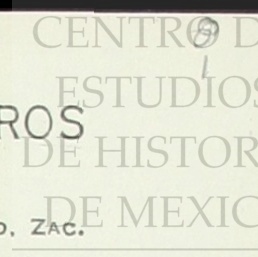 CENTRO D
ESTUDIOS
ROS
DE HISTOR
DE MEXIC
O, ZAC.